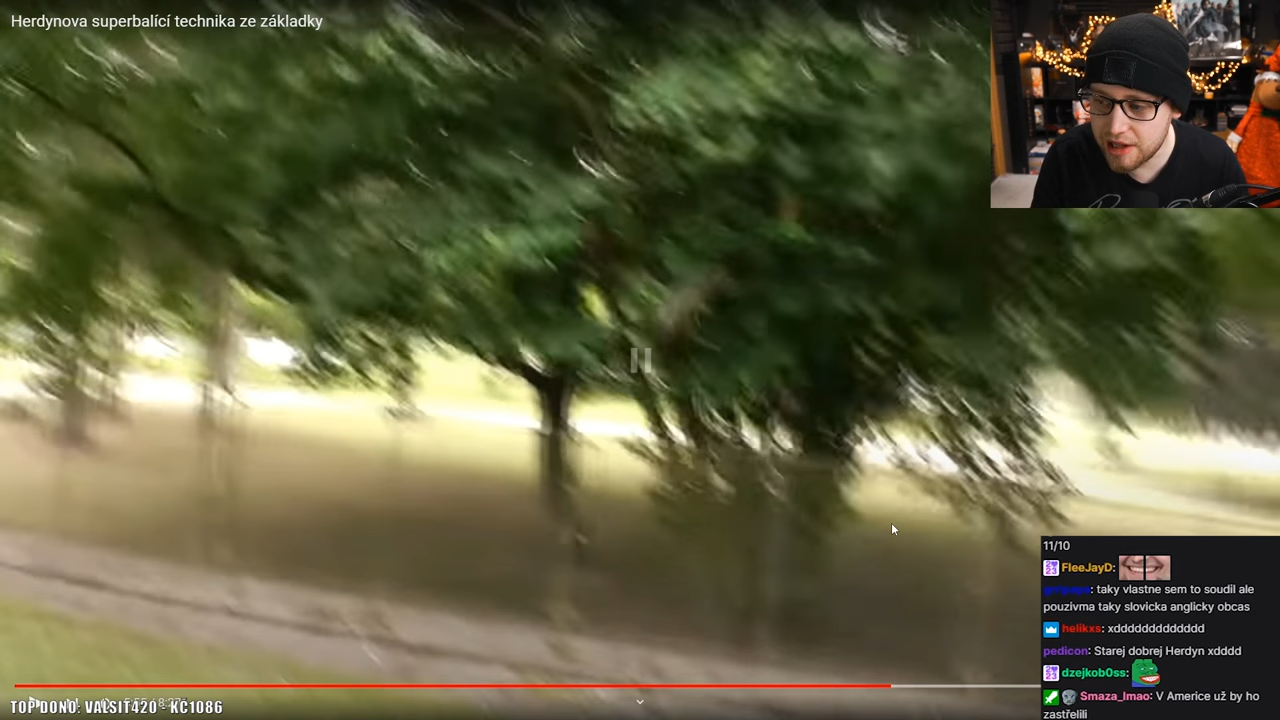 Herdynova superbalící technika ze základky
11/10
FleeJayD:
: taky vlastne sem to soudil ale
pouzivma taky slovicka anglicky obcas
helikxs: xddddddddddddd
pedicon: Starej dobrej Herdyn xdddd
dzejkob0ss:
Smaza_lmao: V Americe už by ho
zastřelili
TOP DONO: VALSIT420 - KČ1086